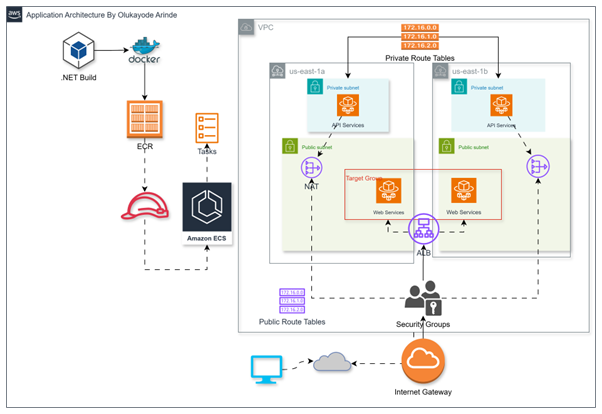 aws
Application Architecture By Olukayode Arinde
VPC
172.16.0.0
172.16.1.0
172.16.2.0
Private Route Tables
.NET Build
docker
us-east-1a
us-east-1b
Private subnet
Private subnet
API Services
API Services
ECR
Tasks
Public subnet
Public subnet
NAT
Target Group
Web Services
Web Services
Amazon ECS
ALB
172.16.0.0
172.16.1.0
172.16.2.0
Public Route Tables
Security Groups
Internet Gateway